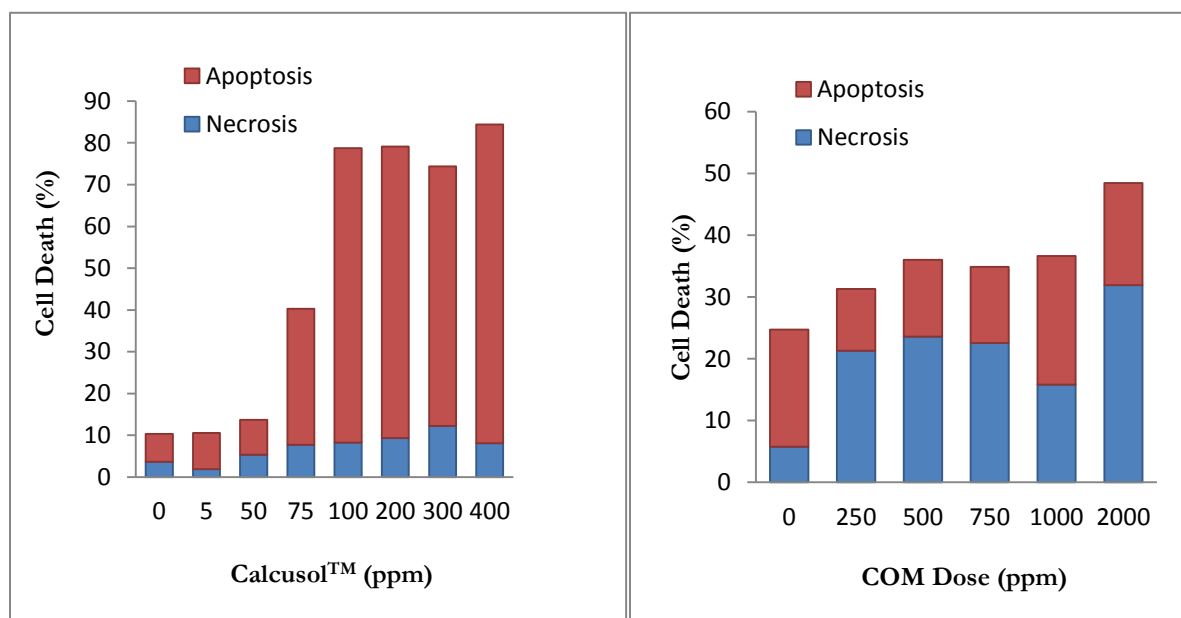 Apoptosis
Necrosis
90
80
70
60
50
40
30
20
10
0
Cell Death (%)
0 5 50 75 100 200 300 400
Calcusol™ (ppm)
Apoptosis
Necrosis
60
50
40
30
20
10
0
Cell Death (%)
0 250 500 750 1000 2000
COM Dose (ppm)